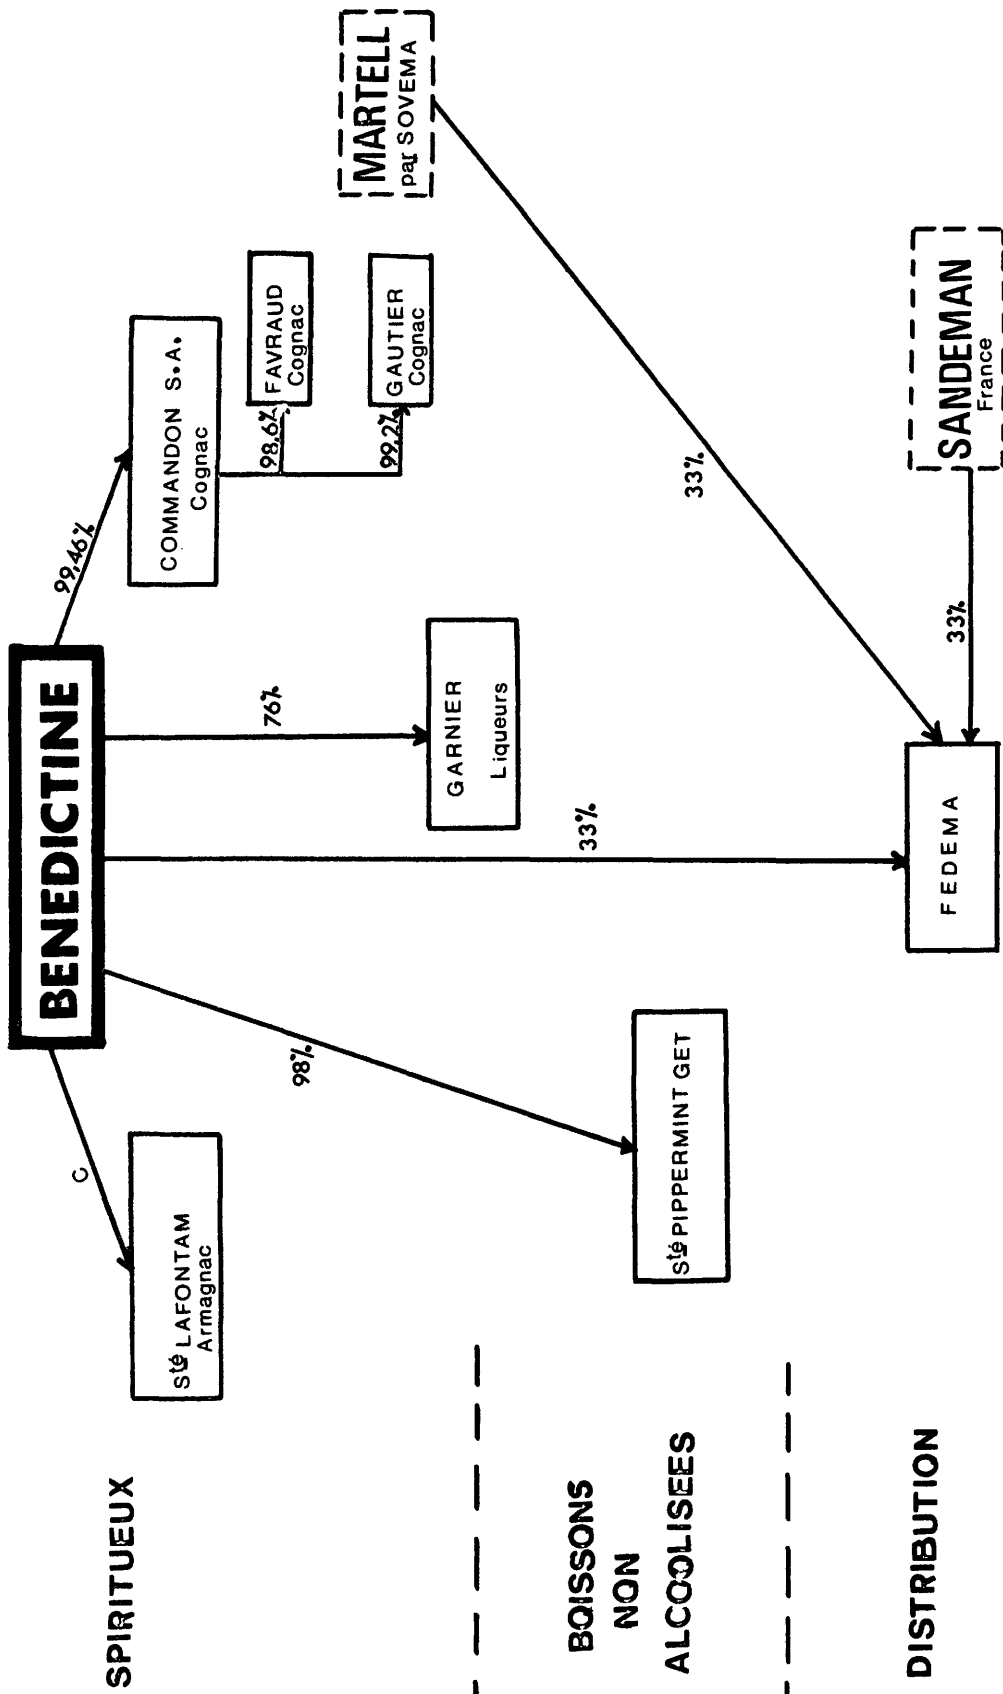 BENEDICTINE
C
99,46%
Sté LAFONTAM
Armagnac
COMMANDON S.A.
Cognac
98,6%
FAVRAUD
Cognac
99,2%
GAUTIER
Cognac
MARTELL
par SOVEMA
76%
GARNIER
Liqueurs
98%
33%
33%
SPIRITUEUX
BOISSONS
NON
ALCOOLISEES
Sté PIPPERMINT GET
DISTRIBUTION
FEDEMA
33%
SANDEMAN
France